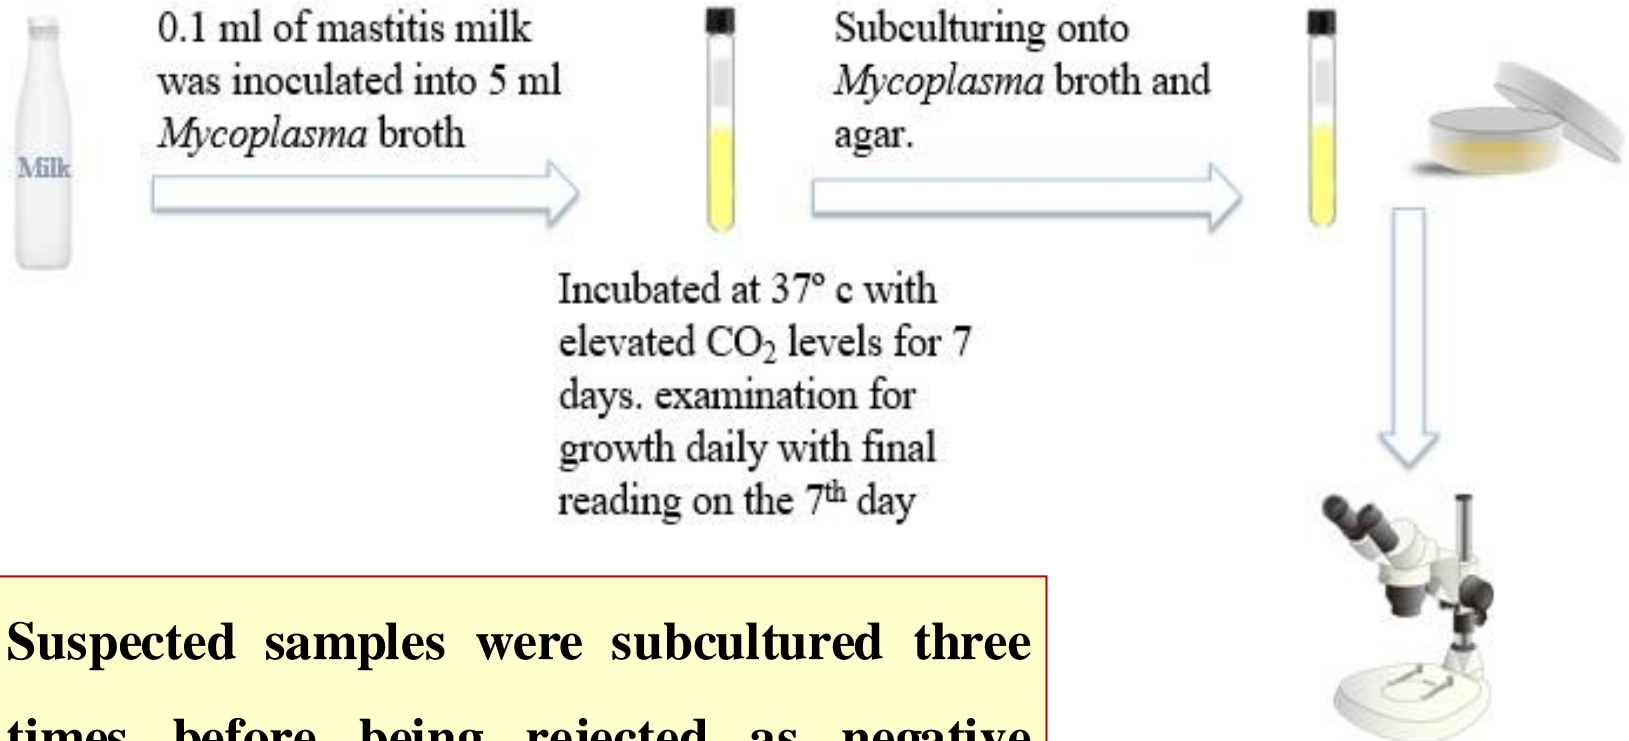 0.1 ml of mastitis milk
was inoculated into 5 ml
Mycoplasma broth
Milk
Subculturing onto
Mycoplasma broth and
agar.
Incubated at 37º c with
elevated CO₂ levels for 7
days. examination for
growth daily with final
reading on the 7th day
Suspected samples were subcultured three
times before being rejected as negative